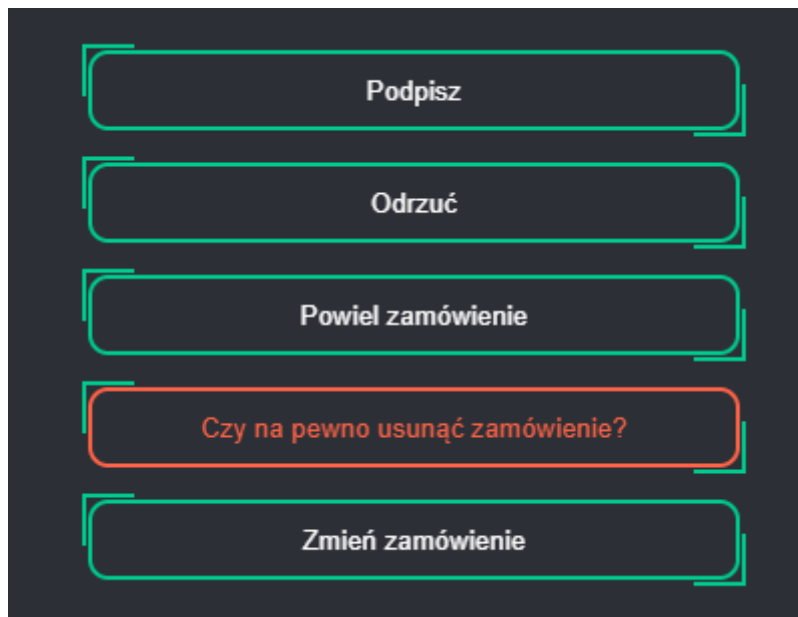 Podpisz
Odrzuć
Powiel zamówienie
Czy na pewno usunąć zamówienie?
Zmień zamówienie